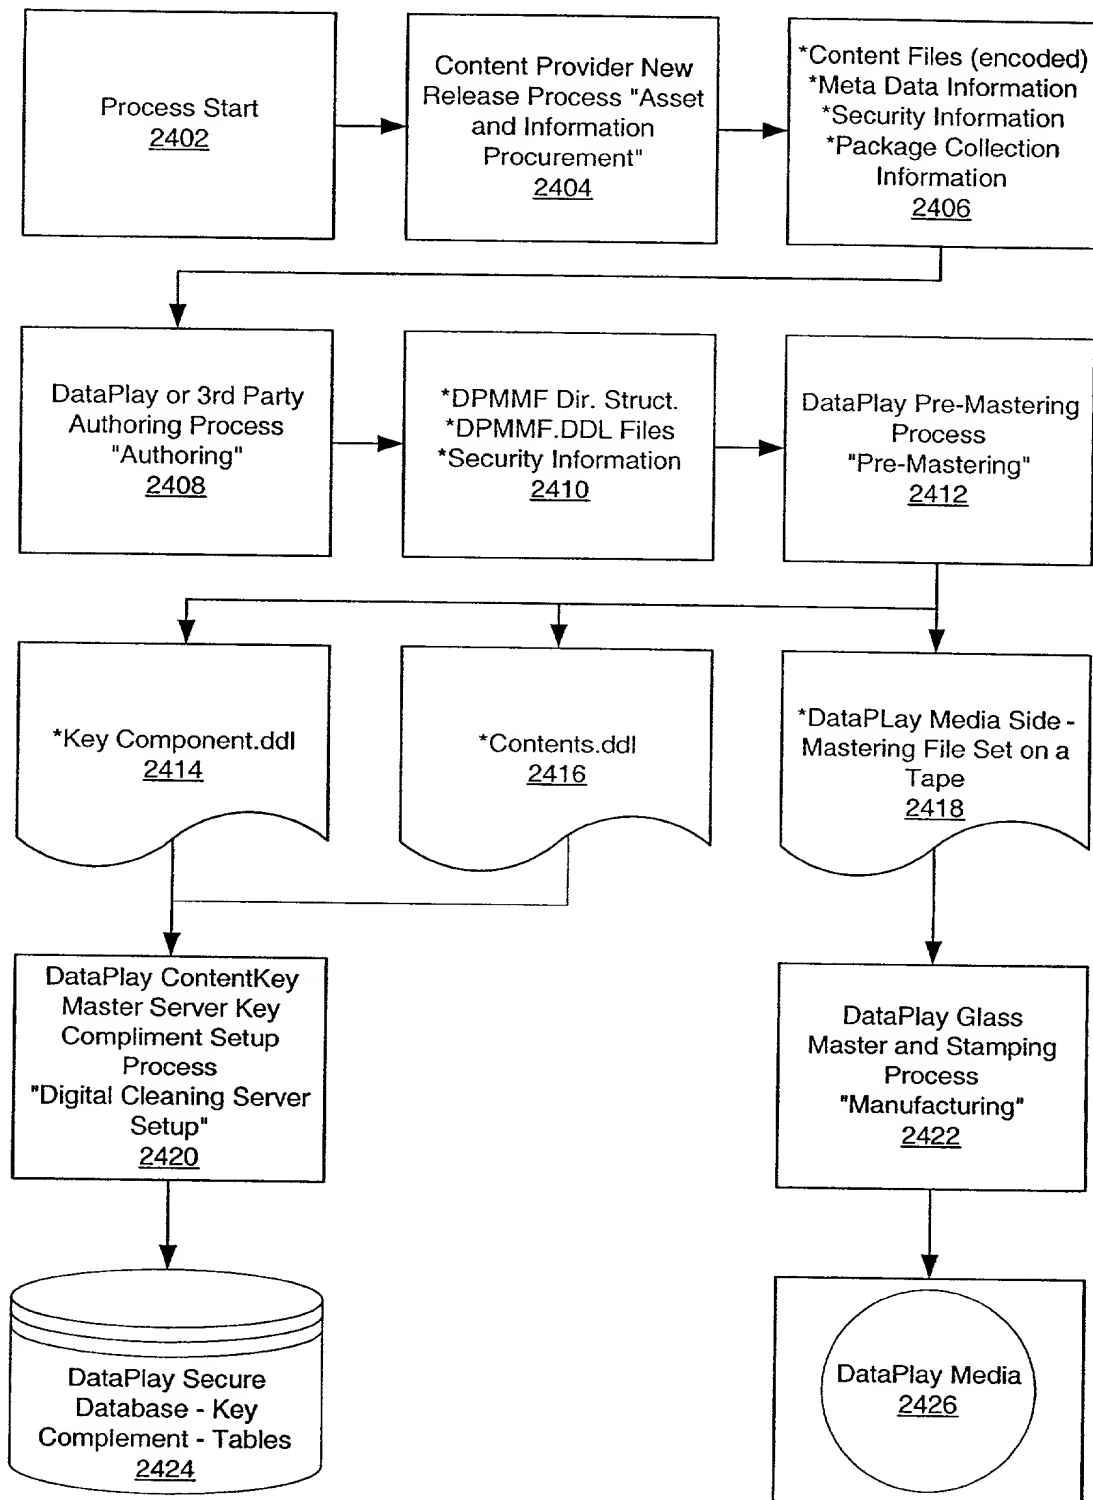 Process Start
2402
Content Provider New
Release Process "Asset
and Information
Procurement"
2404
*Content Files (encoded)
*Meta Data Information
*Security Information
*Package Collection
Information
2406
DataPlay or 3rd Party
Authoring Process
"Authoring"
2408
*DPMMF Dir. Struct.
*DPMMF.DDL Files
*Security Information
2410
DataPlay Pre-Mastering
Process
"Pre-Mastering"
2412
*Key Component.ddl
2414
*Contents.ddl
2416
*DataPLay Media Side -
Mastering File Set on a
Tape
2418
DataPlay ContentKey
Master Server Key
Compliment Setup
Process
"Digital Cleaning Server
Setup"
2420
DataPlay Glass
Master and Stamping
Process
"Manufacturing"
2422
DataPlay Secure
Database - Key
Complement - Tables
2424
DataPlay Media
2426